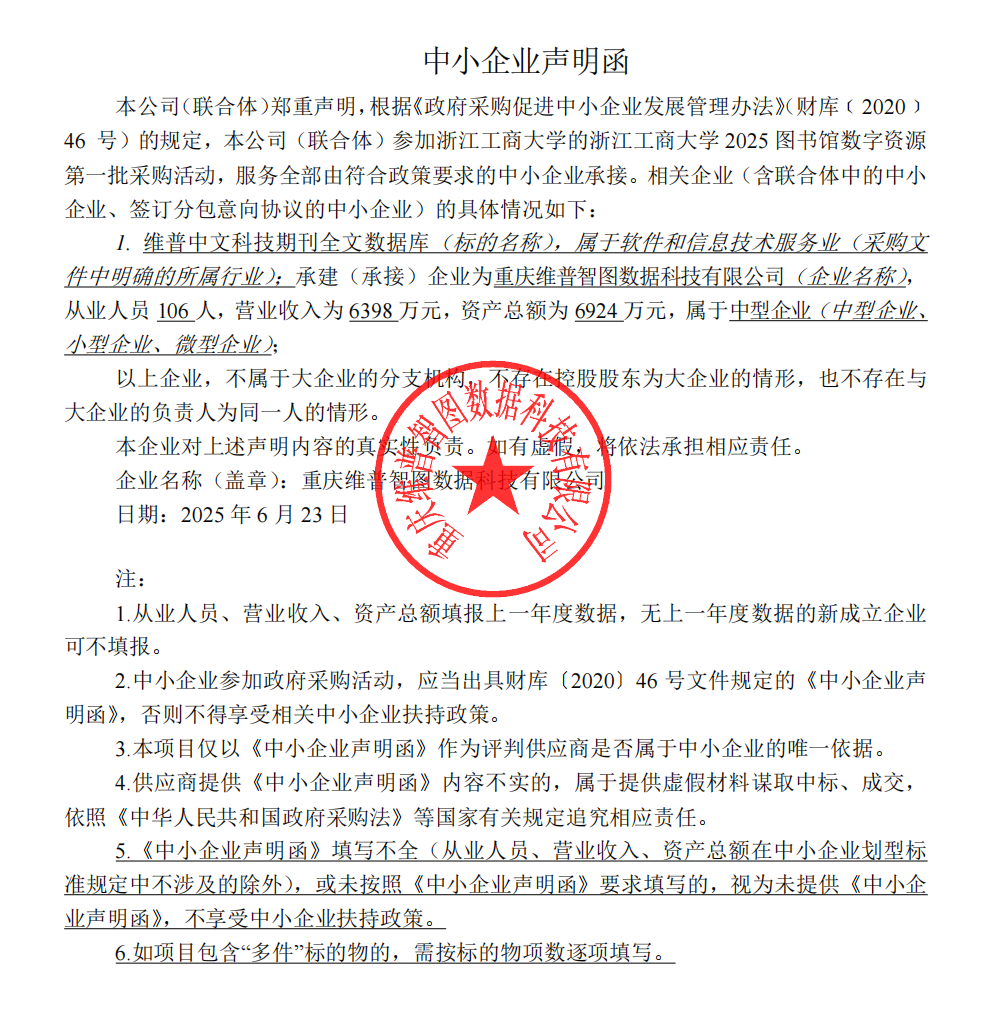 中小企业声明函
本公司（联合体）郑重声明，根据《政府采购促进中小企业发展管理办法》（财库﹝2020﹞
46 号）的规定，本公司（联合体）参加浙江工商大学的浙江工商大学 2025 图书馆数字资源
第一批采购活动，服务全部由符合政策要求的中小企业承接。相关企业（含联合体中的中小
企业、签订分包意向协议的中小企业）的具体情况如下：
1. 维普中文科技期刊全文数据库（标的名称），属于软件和信息技术服务业（采购文
件中明确的所属行业）；承建（承接）企业为重庆维普智图数据科技有限公司（企业名称），
从业人员 106 人，营业收入为 6398 万元，资产总额为 6924 万元，属于中型企业（中型企业、
小型企业、微型企业）；
以上企业，不属于大企业的分支机构，不存在控股股东为大企业的情形，也不存在与
大企业的负责人为同一人的情形。
本企业对上述声明内容的真实性负责。如有虚假，将依法承担相应责任。
企业名称（盖章）：重庆维普智图数据科技有限公司
日期：2025 年 6 月 23 日
重庆维普智图数据科技有限公司
注：
1.从业人员、营业收入、资产总额填报上一年度数据，无上一年度数据的新成立企业
可不填报。
2.中小企业参加政府采购活动，应当出具财库〔2020〕46 号文件规定的《中小企业声
明函》，否则不得享受相关中小企业扶持政策。
3.本项目仅以《中小企业声明函》作为评判供应商是否属于中小企业的唯一依据。
4.供应商提供《中小企业声明函》内容不实的，属于提供虚假材料谋取中标、成交，
依照《中华人民共和国政府采购法》等国家有关规定追究相应责任。
5.《中小企业声明函》填写不全（从业人员、营业收入、资产总额在中小企业划型标
准规定中不涉及的除外），或未按照《中小企业声明函》要求填写的，视为未提供《中小企
业声明函》，不享受中小企业扶持政策。
6.如项目包含“多件”标的物的，需按标的物项数逐项填写。